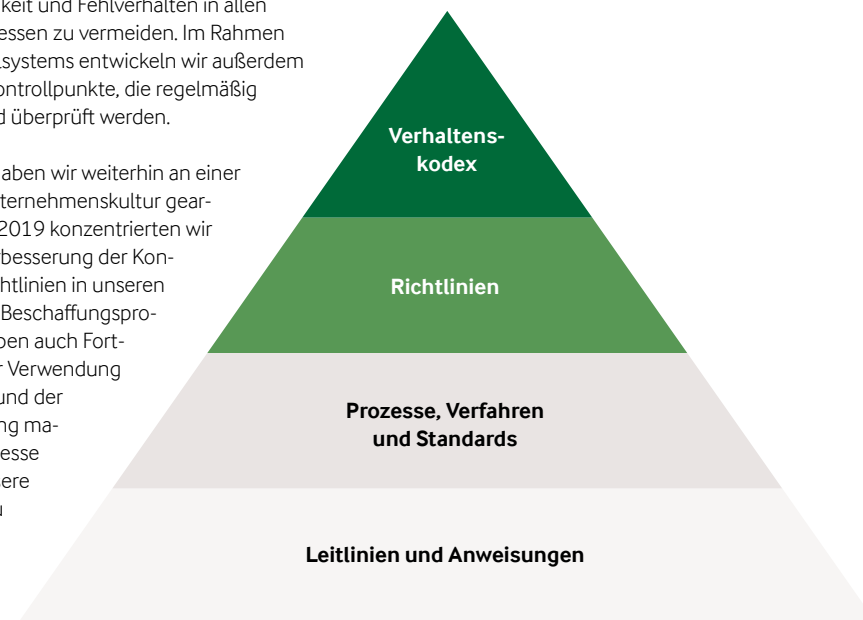 keit und Fehlverhalten in allen
essen zu vermeiden. Im Rahmen
lsystems entwickeln wir außerdem
ontrollpunkte, die regelmäßig
d überprüft werden.
aben wir weiterhin an einer
ternehmenskultur gear-
2019 konzentrierten wir
besserung der Kon-
htlinien in unseren
Beschaffungspro-
ben auch Fort-
r Verwendung
und der
ng ma-
esse
sere
u
Verhaltens-
kodex
Richtlinien
Prozesse, Verfahren
und Standards
Leitlinien und Anweisungen